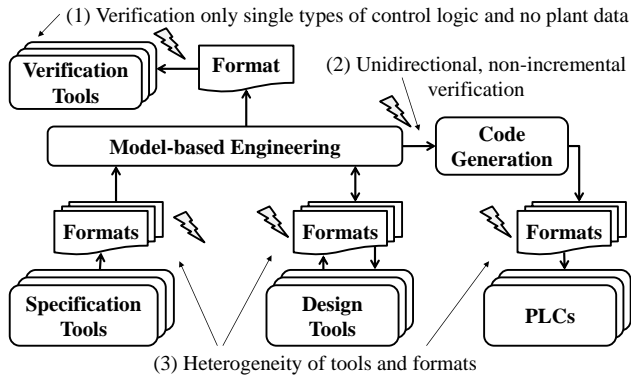 (1) Verification only single types of control logic and no plant data
Verification
Tools
Format
(2) Unidirectional, non-incremental
verification
Model-based Engineering
Code
Generation
Formats
Formats
Formats
Specification
Tools
Design
Tools
PLCs
(3) Heterogeneity of tools and formats